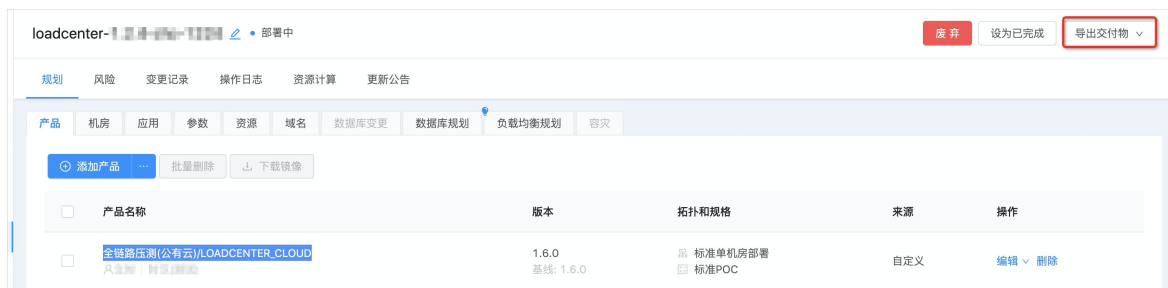 loadcenter- 部署中 废 弃 设为已完成 导出交付物
规划 风险 变更记录 操作日志 资源计算 更新公告
产品 机房 应用 参数 资源 域名 数据库变更 数据库规划 负载均衡规划 容灾
添加产品 ... 批量删除 下载镜像
产品名称 版本 拓扑和规格 来源 操作
全链路压测(公有云)/LOADCENTER_CLOUD 1.6.0 标准单机房部署 自定义 编辑 删除
基线: 1.6.0 标准POC